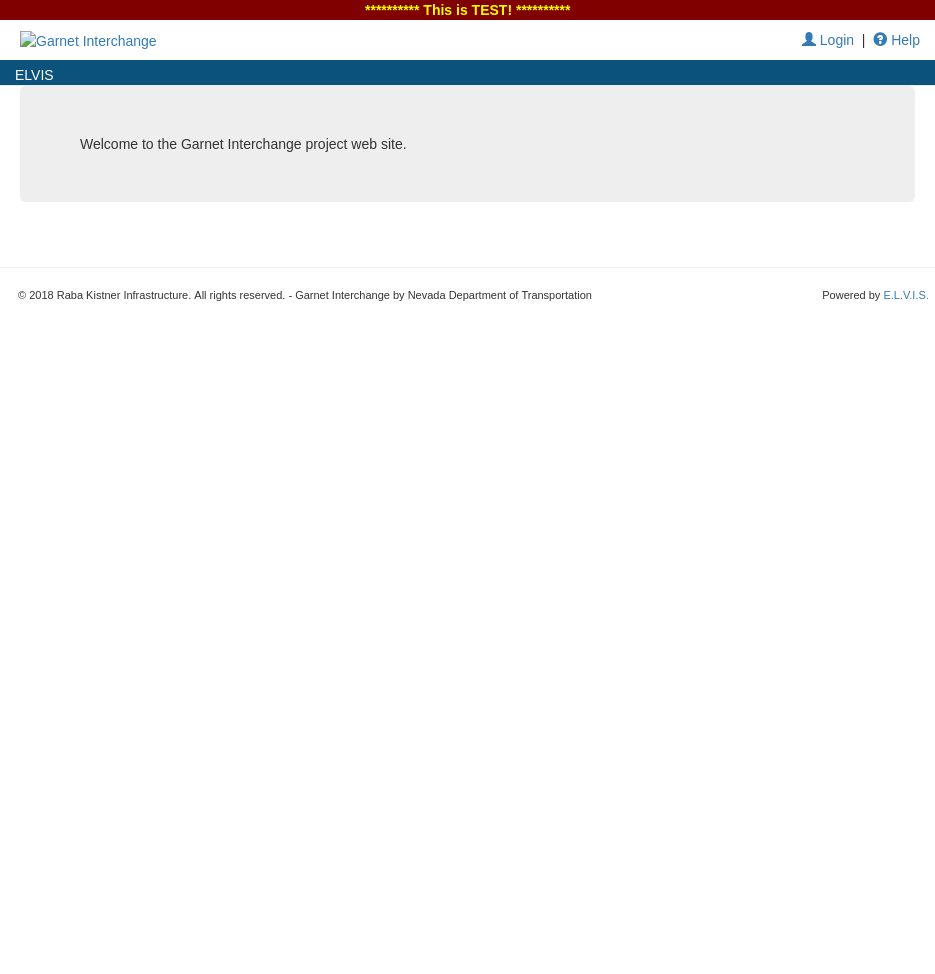 ********** This is TEST! **********
Garnet Interchange
Login | Help
ELVIS
Welcome to the Garnet Interchange project web site.
© 2018 Raba Kistner Infrastructure. All rights reserved. - Garnet Interchange by Nevada Department of Transportation
Powered by E.L.V.I.S.